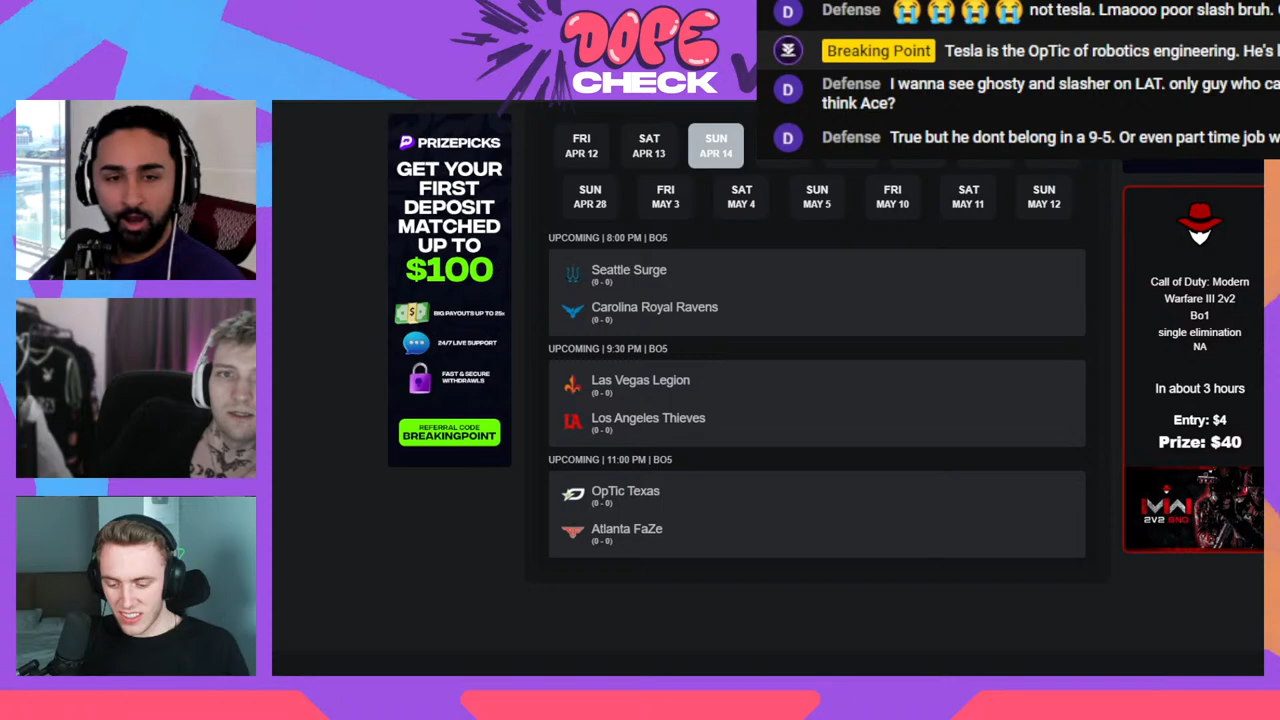 DOPE
CHECK
Defense 😭 😭 😭 😭 not tesla. Lmaooo poor slash bruh.
Breaking Point Tesla is the OpTic of robotics engineering. He's
Defense I wanna see ghosty and slasher on LAT. only guy who
think Ace?
Defense True but he dont belong in a 9-5. Or even part time job
PRIZEPICKS
GET YOUR
FIRST
DEPOSIT
MATCHED
UP TO
$100
BIG PAYOUTS UP TO 25x
24/7 LIVE SUPPORT
FAST & SECURE
WITHDRAWLS
REFERRAL CODE
BREAKINGPOINT
FRI
APR 12
SAT
APR 13
SUN
APR 14
SUN
APR 28
FRI
MAY 3
SAT
MAY 4
SUN
MAY 5
FRI
MAY 10
SAT
MAY 11
SUN
MAY 12
UPCOMING | 8:00 PM | BO5
Seattle Surge
(0 - 0)
Carolina Royal Ravens
(0 - 0)
UPCOMING | 9:30 PM | BO5
Las Vegas Legion
(0 - 0)
LA
Los Angeles Thieves
(0 - 0)
UPCOMING | 11:00 PM | BO5
OpTic Texas
(0 - 0)
Atlanta FaZe
(0 - 0)
Call of Duty: Modern
Warfare III 2v2
Bo1
single elimination
NA
In about 3 hours
Entry: $4
Prize: $40
2V2 SND